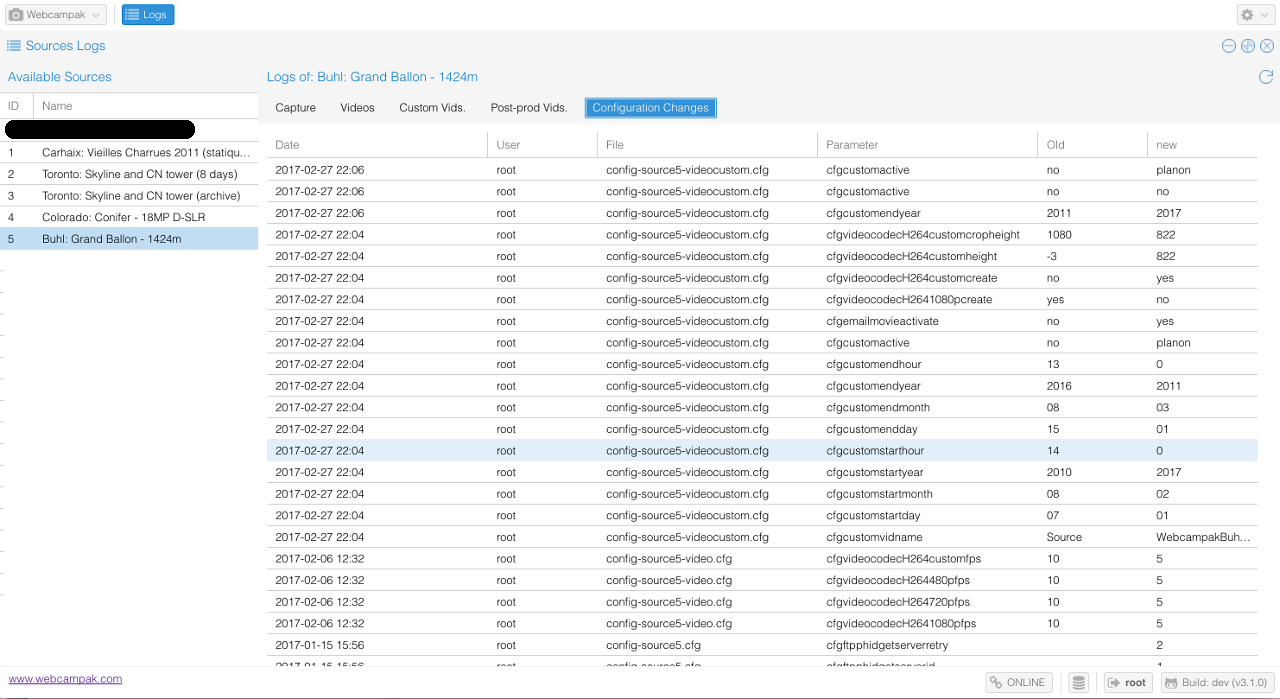 Webcampak Logs
Sources Logs
Available Sources
ID Name
1 Carhaix: Vieilles Charrues 2011 (statiqu...
2 Toronto: Skyline and CN tower (8 days)
3 Toronto: Skyline and CN tower (archive)
4 Colorado: Conifer - 18MP D-SLR
5 Buhl: Grand Ballon - 1424m
Logs of: Buhl: Grand Ballon - 1424m
Capture Videos Custom Vids. Post-prod Vids. Configuration Changes
Date User File Parameter Old new
2017-02-27 22:06 root config-source5-videocustom.cfg cfgcustomactive no planon
2017-02-27 22:06 root config-source5-videocustom.cfg cfgcustomactive no no
2017-02-27 22:06 root config-source5-videocustom.cfg cfgcustomendyear 2011 2017
2017-02-27 22:04 root config-source5-videocustom.cfg cfgvideocodecH264customcropheight 1080 822
2017-02-27 22:04 root config-source5-videocustom.cfg cfgvideocodecH264customheight -3 822
2017-02-27 22:04 root config-source5-videocustom.cfg cfgvideocodecH264customcreate no yes
2017-02-27 22:04 root config-source5-videocustom.cfg cfgvideocodecH2641080pcreate yes no
2017-02-27 22:04 root config-source5-videocustom.cfg cfgemailmovieactivate no yes
2017-02-27 22:04 root config-source5-videocustom.cfg cfgcustomactive no planon
2017-02-27 22:04 root config-source5-videocustom.cfg cfgcustomendhour 13 0
2017-02-27 22:04 root config-source5-videocustom.cfg cfgcustomendyear 2016 2011
2017-02-27 22:04 root config-source5-videocustom.cfg cfgcustomendmonth 08 03
2017-02-27 22:04 root config-source5-videocustom.cfg cfgcustomendday 15 01
2017-02-27 22:04 root config-source5-videocustom.cfg cfgcustomstarthour 14 0
2017-02-27 22:04 root config-source5-videocustom.cfg cfgcustomstartyear 2010 2017
2017-02-27 22:04 root config-source5-videocustom.cfg cfgcustomstartmonth 08 02
2017-02-27 22:04 root config-source5-videocustom.cfg cfgcustomstartday 07 01
2017-02-27 22:04 root config-source5-videocustom.cfg cfgcustomvidname Source WebcampakBuh...
2017-02-06 12:32 root config-source5-video.cfg cfgvideocodecH264customfps 10 5
2017-02-06 12:32 root config-source5-video.cfg cfgvideocodecH264480pfps 10 5
2017-02-06 12:32 root config-source5-video.cfg cfgvideocodecH264720pfps 10 5
2017-02-06 12:32 root config-source5-video.cfg cfgvideocodecH2641080pfps 10 5
2017-01-15 15:56 root config-source5.cfg cfgftpphidgetserverretry 2
www.webcampak.com
ONLINE root Build: dev (v3.1.0)